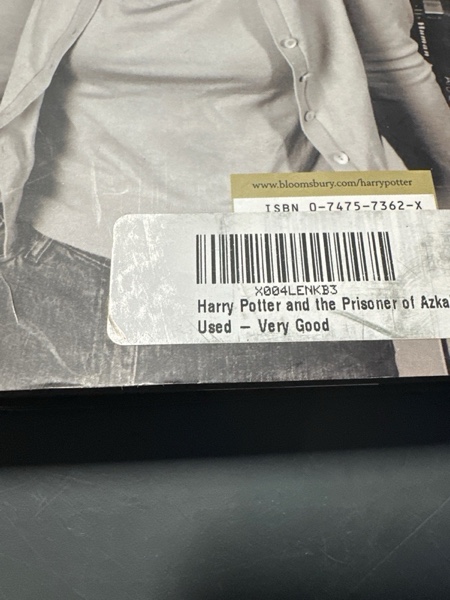 Human
www.bloomsbury.com/harrypotter
ISBN 0-7475-7362-X
X004LENKB3
Harry Potter and the Prisoner of Azka
Used – Very Good